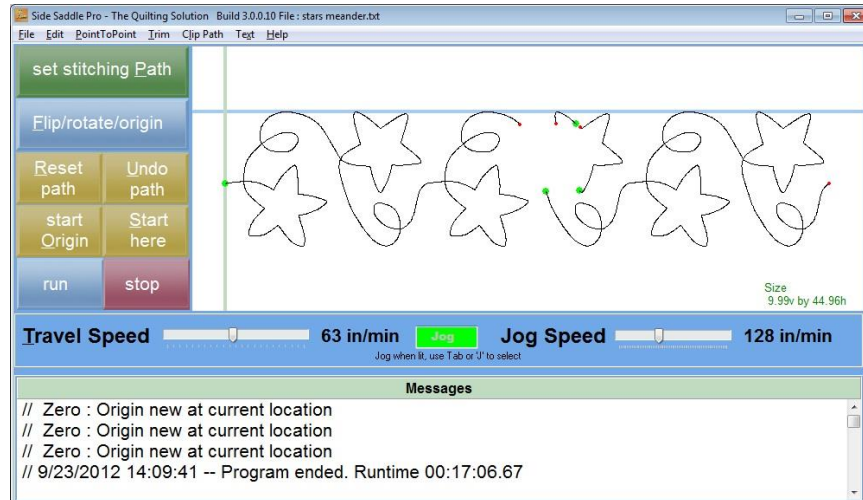 Side Saddle Pro - The Quilting Solution Build 3.0.0.10 File : stars meander.txt
File Edit PointToPoint Trim Clip Path Text Help
set stitching Path
Flip/rotate/origin
Reset path
Undo path
start Origin
Start here
run
stop
Size
9.99v by 44.96h
Travel Speed
63 in/min
Jog
Jog Speed
128 in/min
Jog when lit, use Tab or 'J' to select
Messages
// Zero : Origin new at current location
// Zero : Origin new at current location
// Zero : Origin new at current location
// 9/23/2012 14:09:41 -- Program ended. Runtime 00:17:06.67